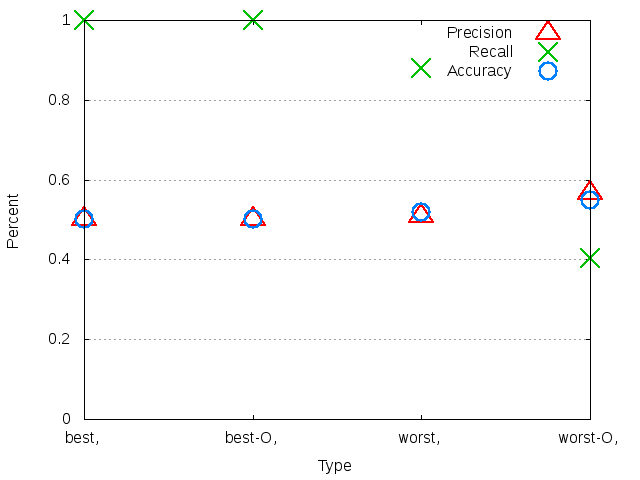 1
0.8
0.6
0.4
0.2
0
Percent
Precision
Recall
Accuracy
best,
best-O,
worst,
worst-O,
Type